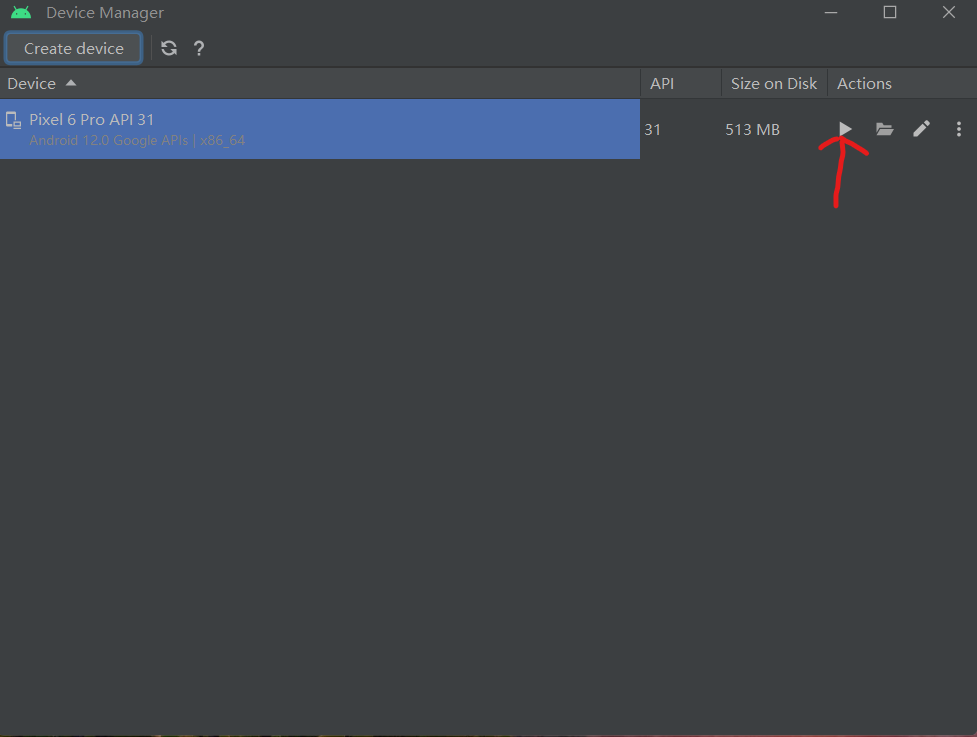 Device Manager
Create device ?
Device API Size on Disk Actions
Pixel 6 Pro API 31
Android 12.0 Google APIs | x86_64
31 513 MB